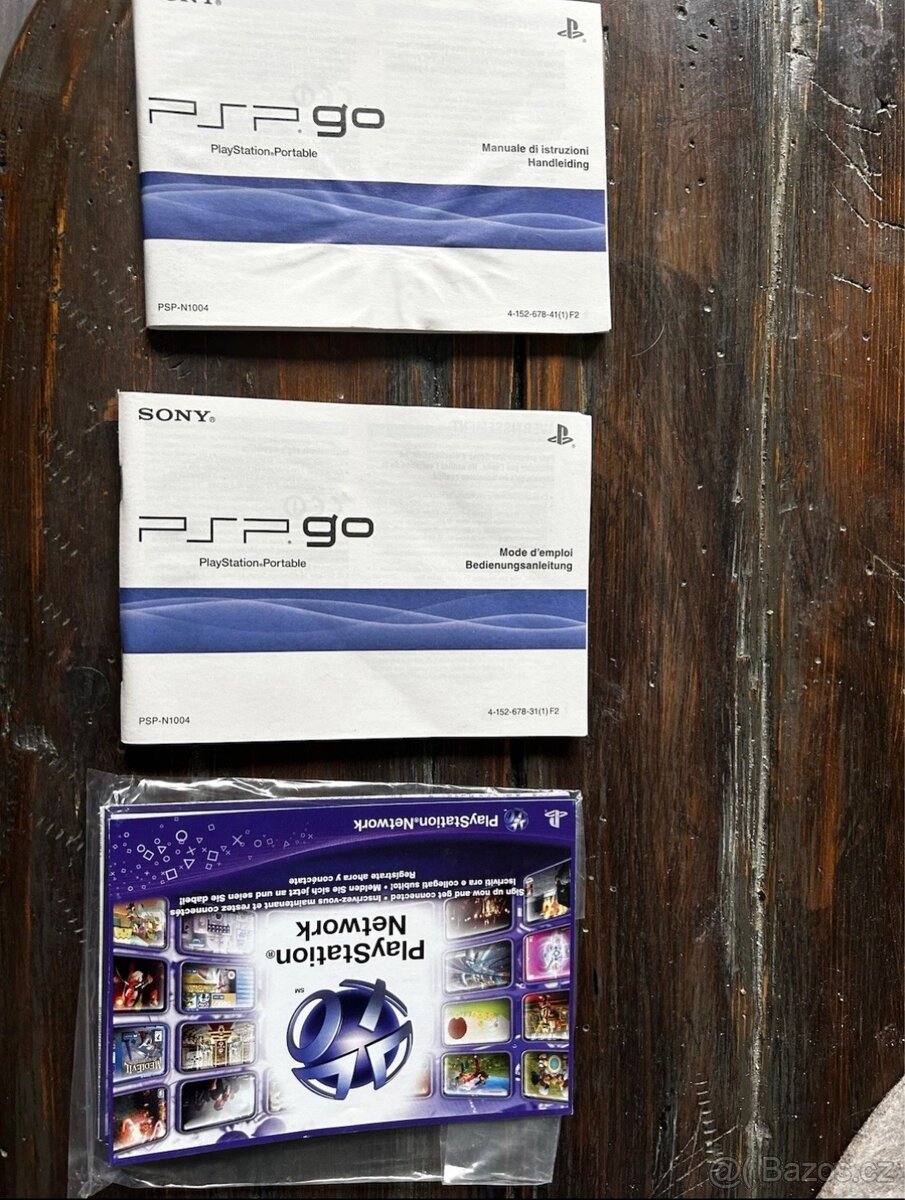 SONY®
PSP® go
PlayStation®Portable
Manuale di istruzioni
Handleiding
PSP-N1004
4-152-678-41(1) F2
SONY®
PSP® go
PlayStation®Portable
Mode d'emploi
Bedienungsanleitung
PSP-N1004
4-152-678-31(1) F2
PlayStation®Network
Sign up now and get connected • Inscrivez-vous maintenant et restez connectés
Iscriviti ora e collegati subito! • Melden Sie sich jetzt an und seien Sie dabei!
Regístrate ahora y conéctate
PlayStation®
Network
SM
MEDIEVIL
@ Bazos.cz